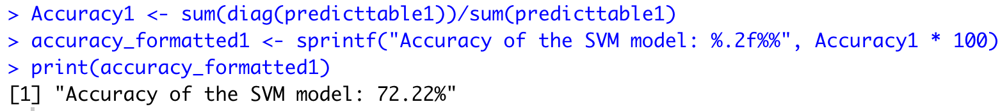 > Accuracy1 <- sum(diag(predicttable1))/sum(predicttable1)
> accuracy_formatted1 <- sprintf("Accuracy of the SVM model: %.2f%%", Accuracy1 * 100)
> print(accuracy_formatted1)
[1] "Accuracy of the SVM model: 72.22%"